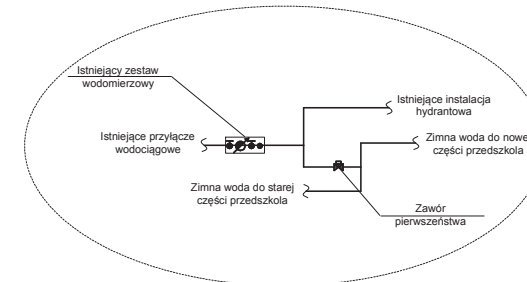 Istniejący zestaw
wodomierzowy
Istniejące instalacja
hydrantowa
Istniejące przyłącze
wodociągowe
Zimna woda do nowe
części przedszkola
Zimna woda do starej
części przedszkola
Zawór
pierwszeństwa